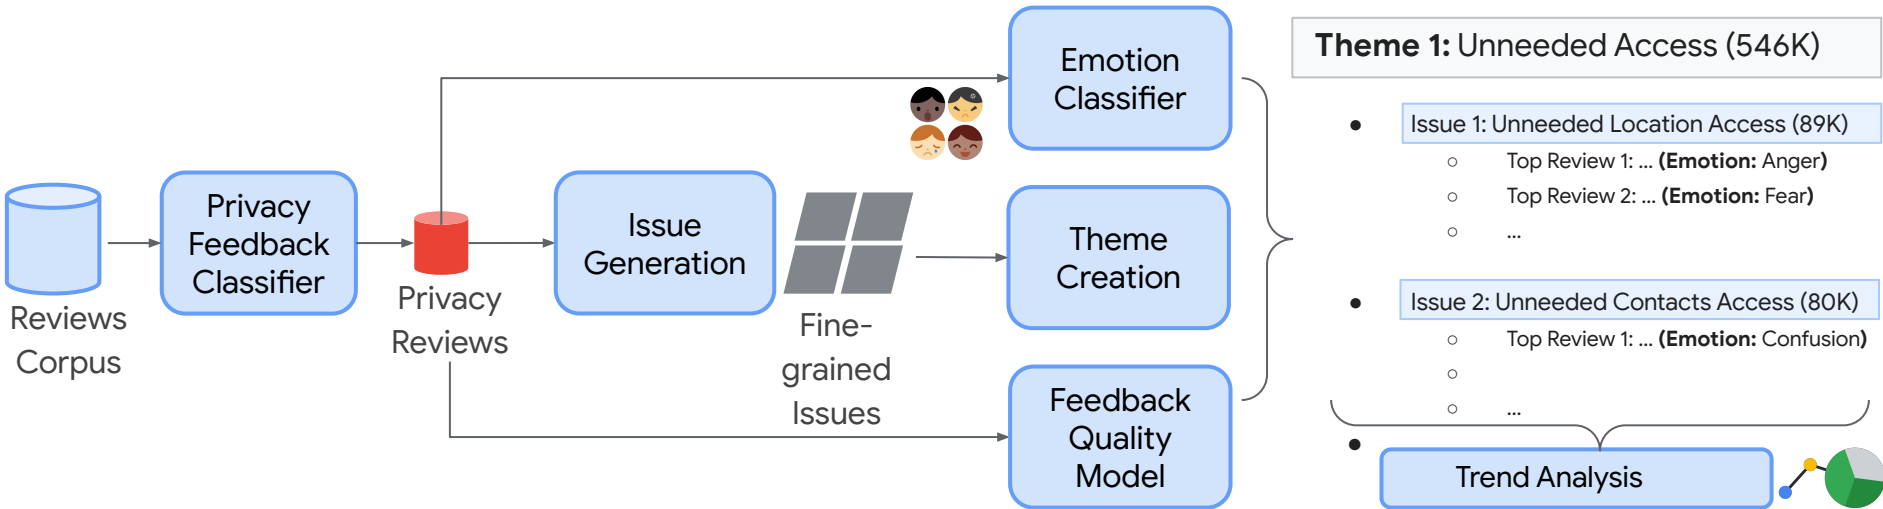 Reviews
Corpus
Privacy
Feedback
Classifier
Privacy
Reviews
Issue
Generation
Fine-
grained
Issues
Emotion
Classifier
Theme
Creation
Feedback
Quality
Model
Theme 1: Unneeded Access (546K)
Issue 1: Unneeded Location Access (89K)
Top Review 1: ... (Emotion: Anger)
Top Review 2: ... (Emotion: Fear)
...
Issue 2: Unneeded Contacts Access (80K)
Top Review 1: ... (Emotion: Confusion)
...
Trend Analysis